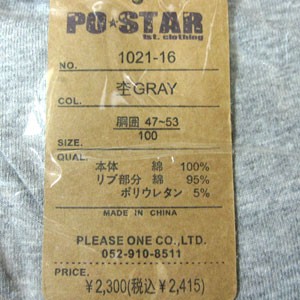 PO★STAR
1st. clothing
NO. 1021-16
COL. 杢GRAY
胴囲 47~53
SIZE. 100
QUAL.
本体 綿 100%
リブ部分 綿 95%
ポリウレタン 5%
MADE IN CHINA
PLEASE ONE CO.,LTD.
052-910-8511
PRICE.
¥2,300(税込¥2,415)